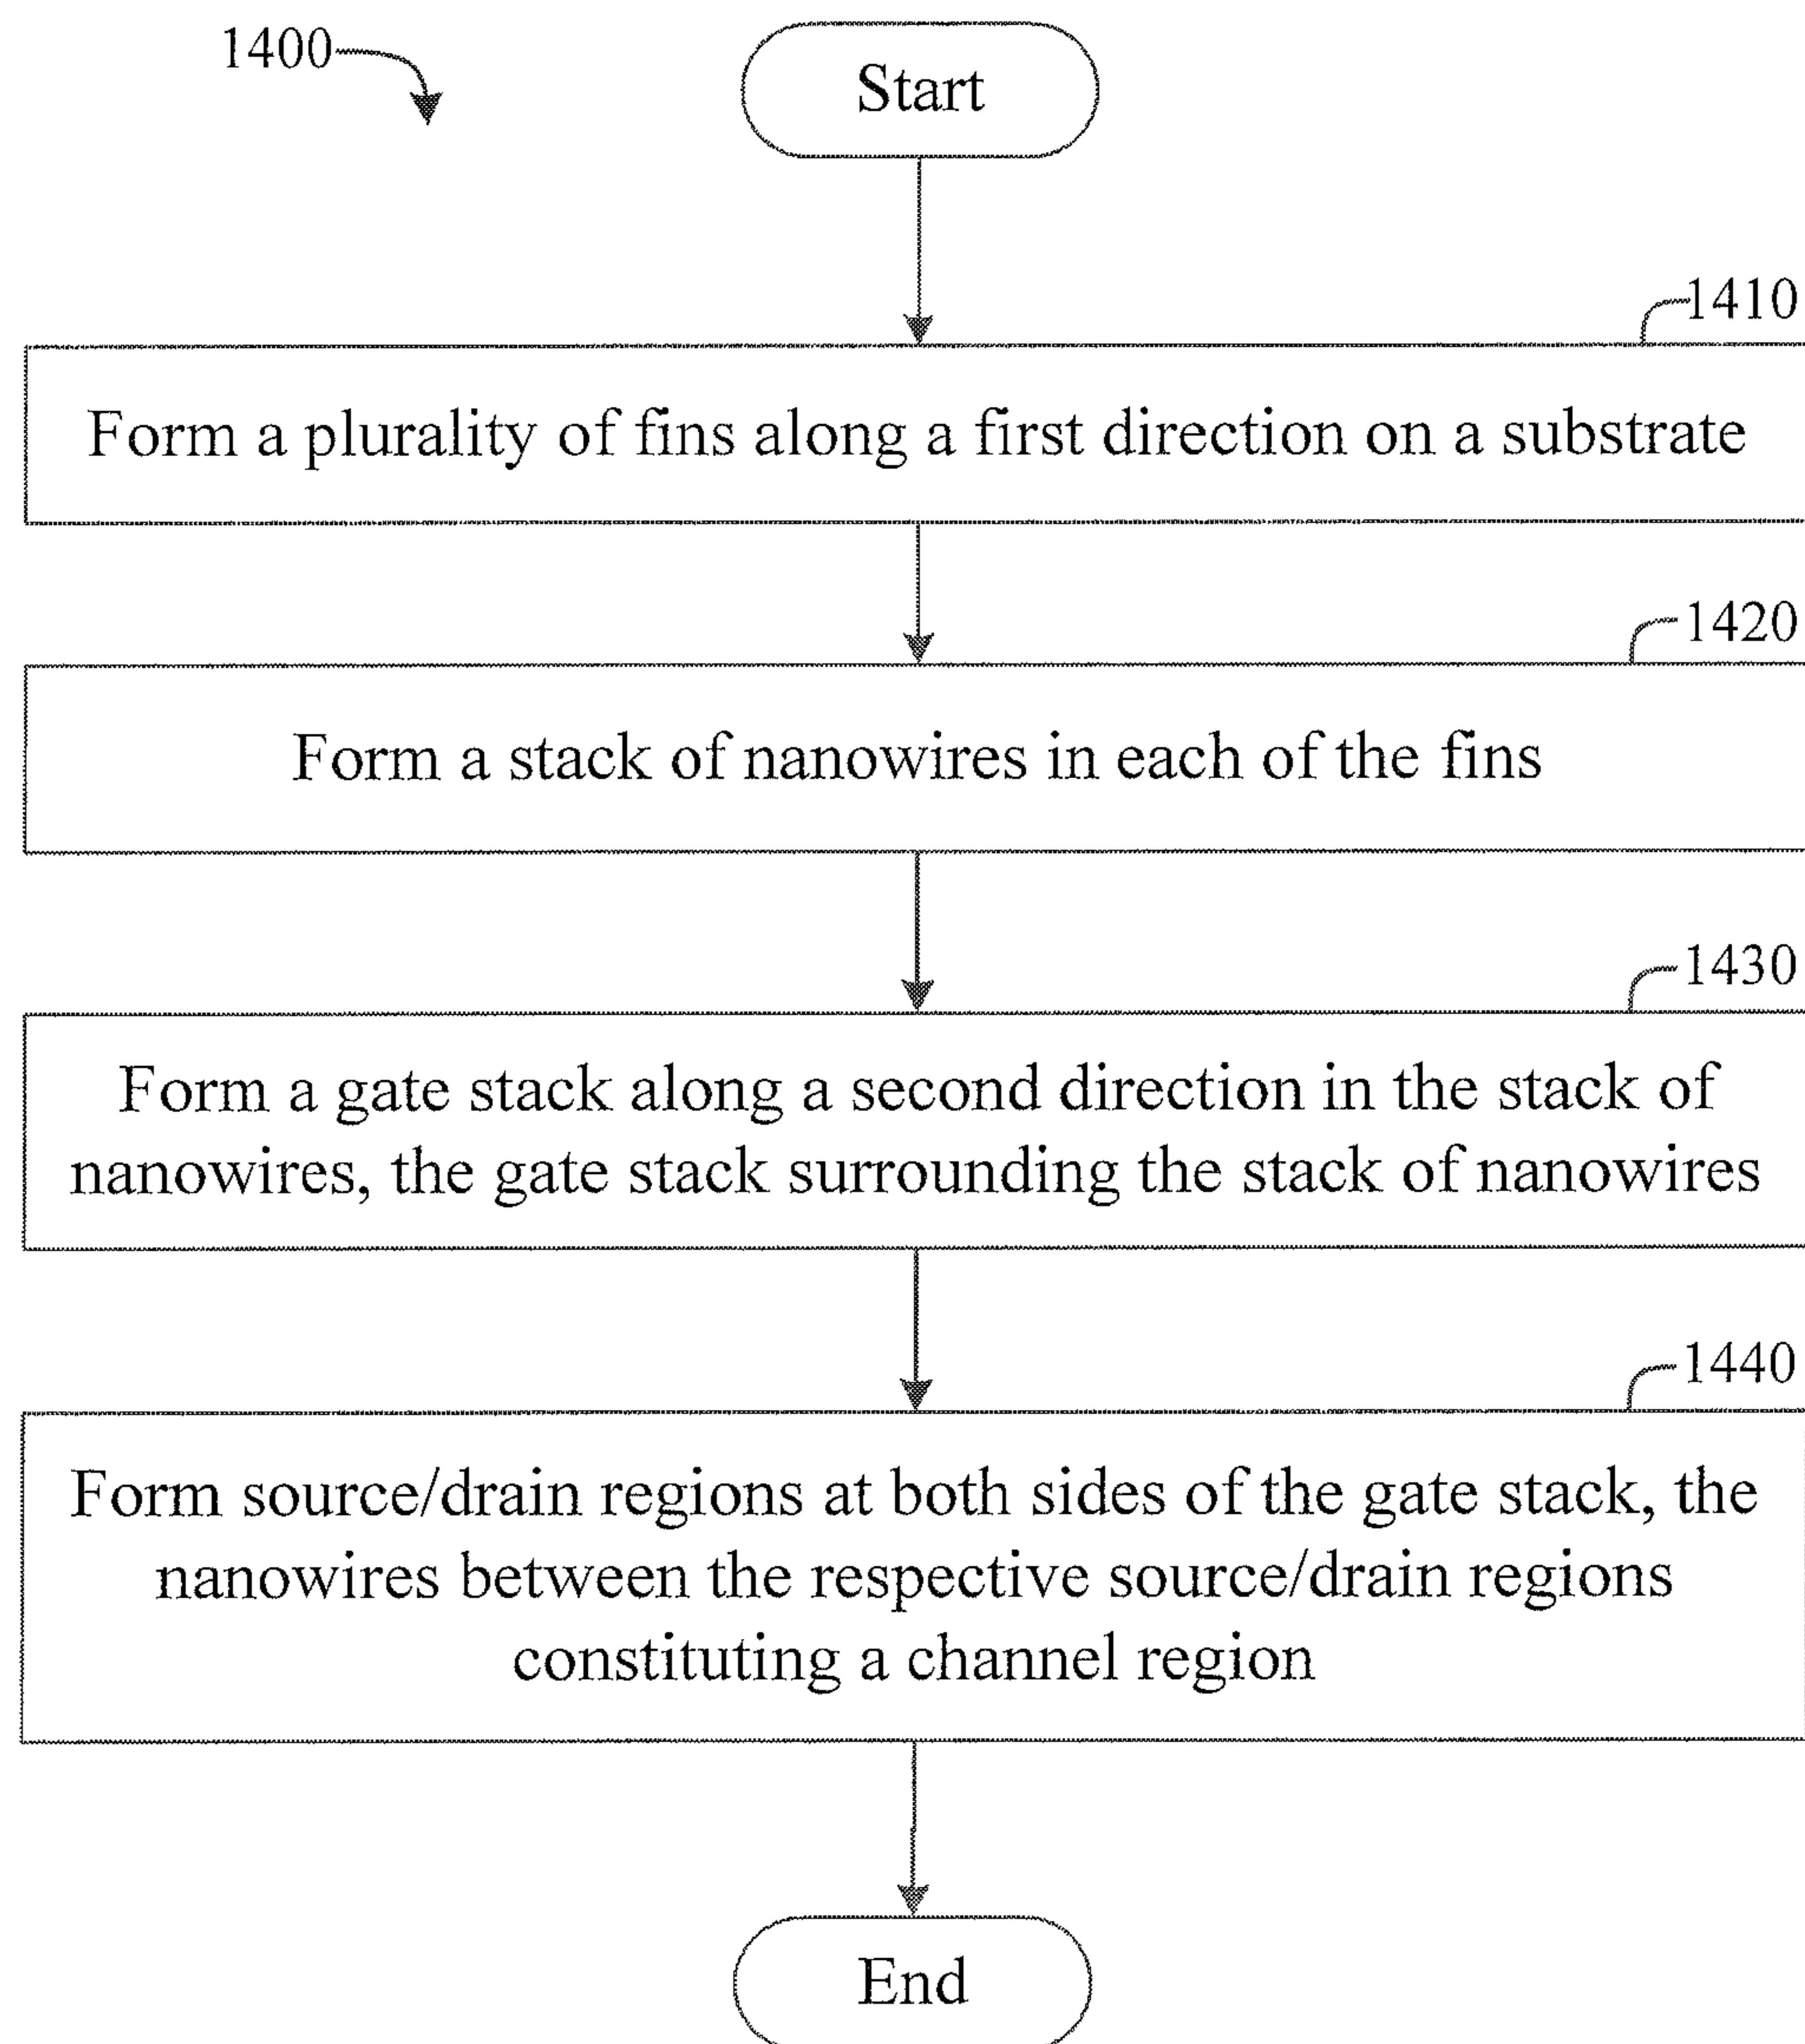 1400
Start
1410
Form a plurality of fins along a first direction on a substrate
1420
Form a stack of nanowires in each of the fins
1430
Form a gate stack along a second direction in the stack of
nanowires, the gate stack surrounding the stack of nanowires
1440
Form source/drain regions at both sides of the gate stack, the
nanowires between the respective source/drain regions
constituting a channel region
End